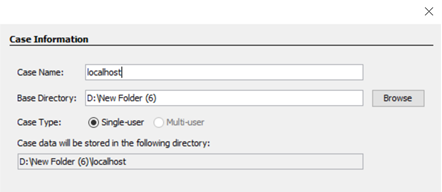 Case Information
Case Name: localhost
Base Directory: D:\New Folder (6) Browse
Case Type: Single-user Multi-user
Case data will be stored in the following directory:
D:\New Folder (6)\localhost